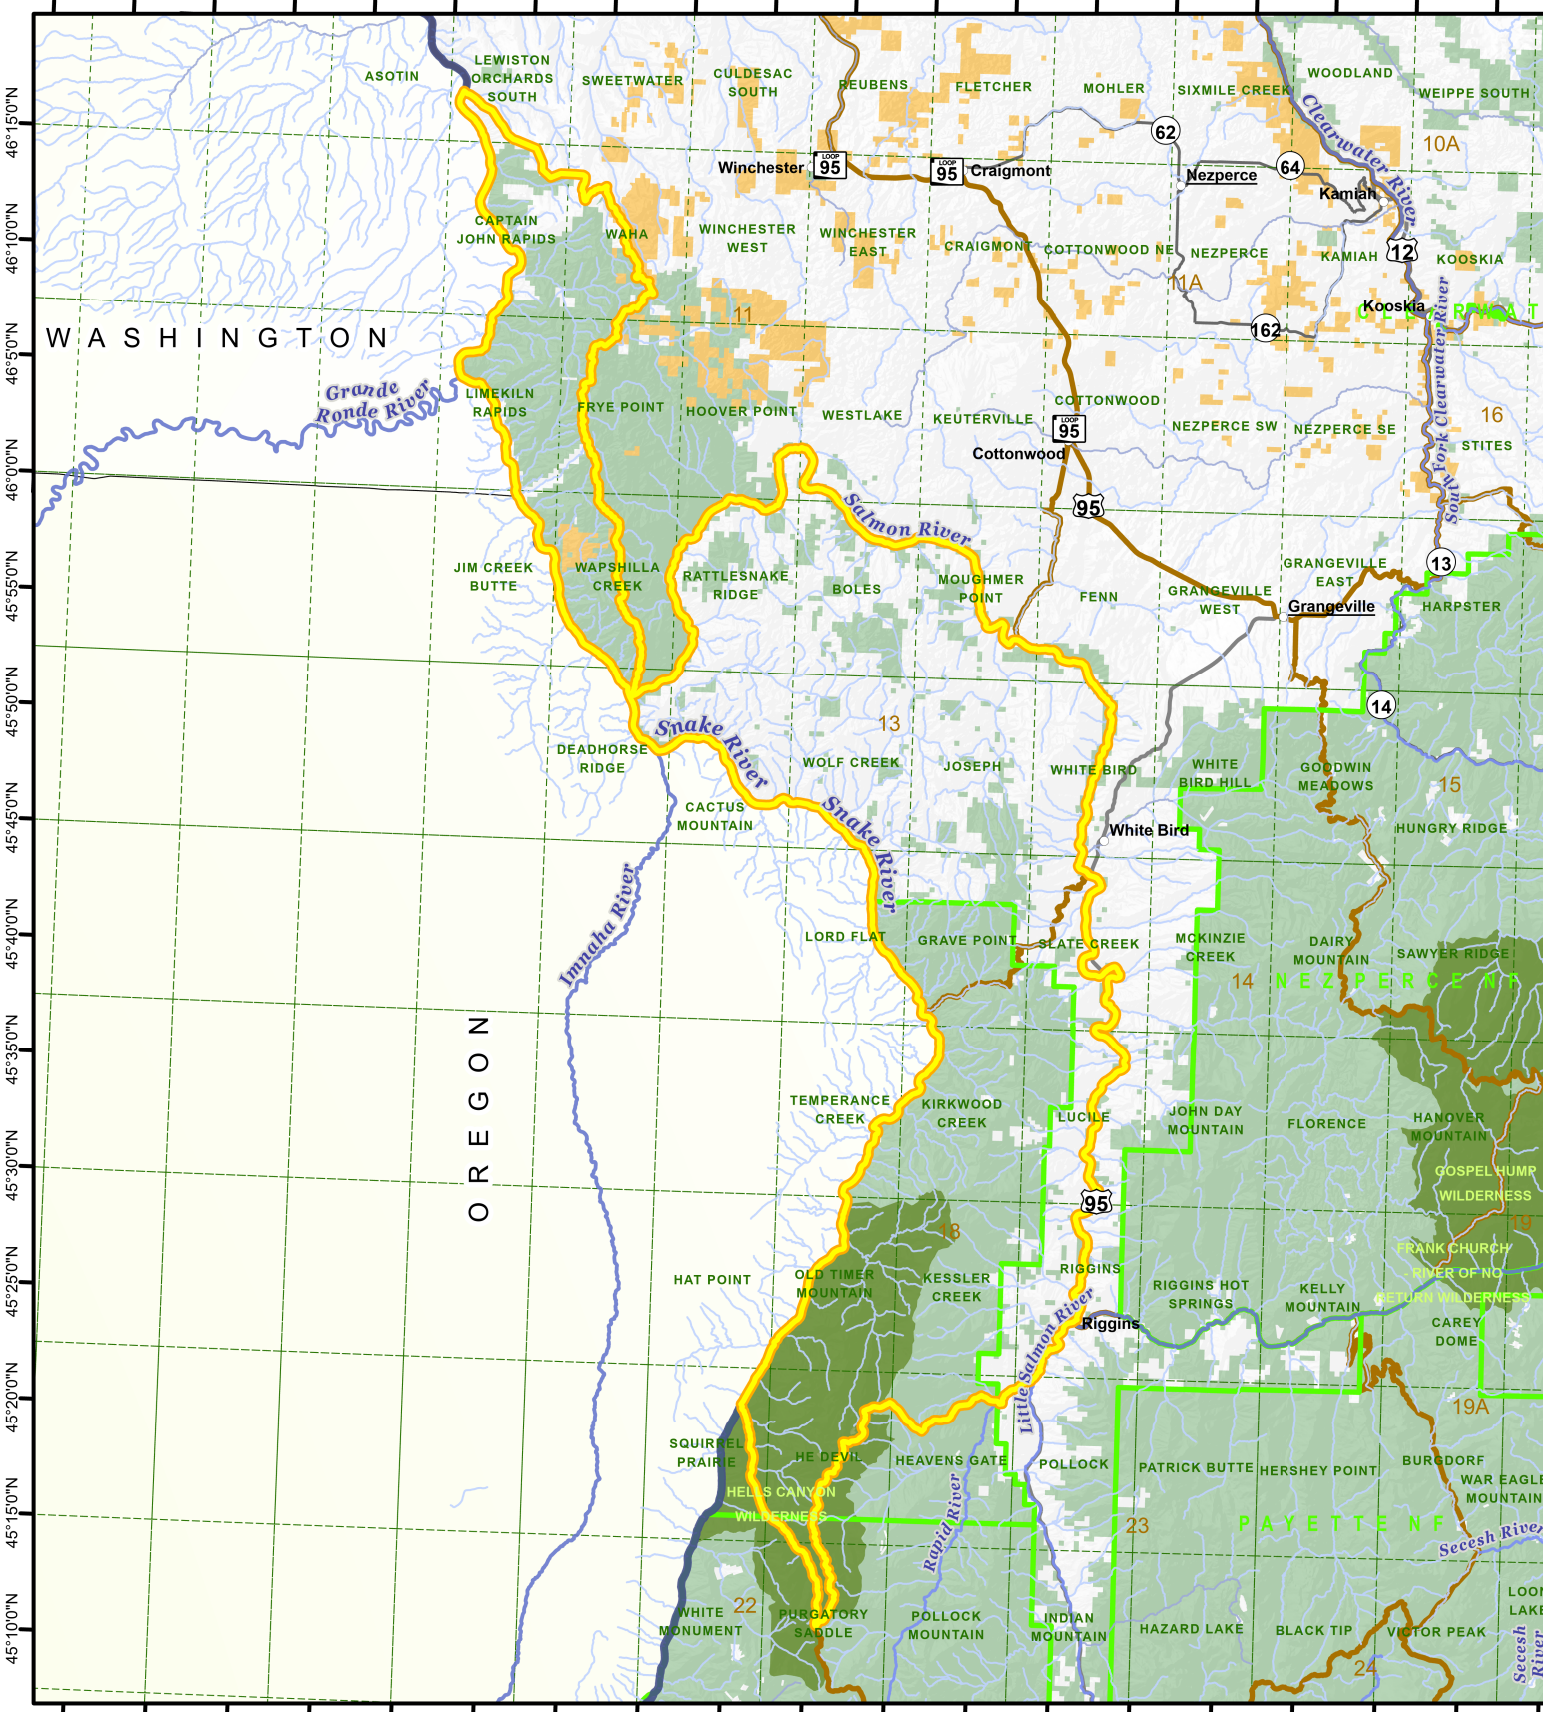 LEWISTON
ORCHARDS
SOUTH
ASOTIN
SWEETWATER
CULDESAC
SOUTH
REUBENS
FLETCHER
MOHLER
SIXMILE CREEK
WOODLAND
WEIPPE SOUTH
46°15'0"N
Clearwater River
10A
62
64
Winchester
LOOP
95
LOOP
95
Craigmont
Nezperce
Kamiah
CAPTAIN
JOHN RAPIDS
WAHA
WINCHESTER
WEST
WINCHESTER
EAST
CRAIGMONT
COTTONWOOD NE
NEZPERCE
KAMIAH
12
KOOSKIA
46°10'0"N
11A
11
Kooskia
162
WASHINGTON
46°5'0"N
Grande
Ronde River
LIMEKILN
RAPIDS
FRYE POINT
HOOVER POINT
WESTLAKE
KEUTERVILLE
COTTONWOOD
LOOP
95
Cottonwood
NEZPERCE SW
NEZPERCE SE
16
STITES
South Fork Clearwater River
46°0'0"N
Salmon River
95
45°55'0"N
JIM CREEK
BUTTE
WAPSHILLA
CREEK
RATTLESNAKE
RIDGE
BOLES
MOUGHMER
POINT
FENN
GRANGEVILLE
WEST
GRANGEVILLE
EAST
13
Grangeville
HARPSTER
45°50'0"N
14
Snake River
13
DEADHORSE
RIDGE
WOLF CREEK
JOSEPH
WHITE BIRD
WHITE
BIRD HILL
GOODWIN
MEADOWS
15
CACTUS
MOUNTAIN
Snake River
45°45'0"N
White Bird
HUNGRY RIDGE
Imnaha River
45°40'0"N
LORD FLAT
GRAVE POINT
SLATE CREEK
MCKINZIE
CREEK
DAIRY
MOUNTAIN
SAWYER RIDGE
14
NEZPERCE NF
OREGON
45°35'0"N
TEMPERANCE
CREEK
KIRKWOOD
CREEK
LUCILE
JOHN DAY
MOUNTAIN
FLORENCE
HANOVER
MOUNTAIN
45°30'0"N
GOSPEL HUMP
WILDERNESS
95
18
19
FRANK CHURCH
- RIVER OF NO
RETURN WILDERNESS
45°25'0"N
HAT POINT
OLD TIMER
MOUNTAIN
KESSLER
CREEK
RIGGINS
RIGGINS HOT
SPRINGS
KELLY
MOUNTAIN
CAREY
DOME
Riggins
Little Salmon River
45°20'0"N
19A
SQUIRREL
PRAIRIE
HE DEVIL
HEAVENS GATE
POLLOCK
PATRICK BUTTE
HERSHEY POINT
BURGDORF
WAR EAGLE
MOUNTAIN
HELLS CANYON
WILDERNESS
45°15'0"N
Rapid River
23
PAYETTE NF
Secesh River
45°10'0"N
22
WHITE
MONUMENT
PURGATORY
SADDLE
POLLOCK
MOUNTAIN
INDIAN
MOUNTAIN
HAZARD LAKE
BLACK TIP
VICTOR PEAK
LOON
LAKE
Secesh
River
24